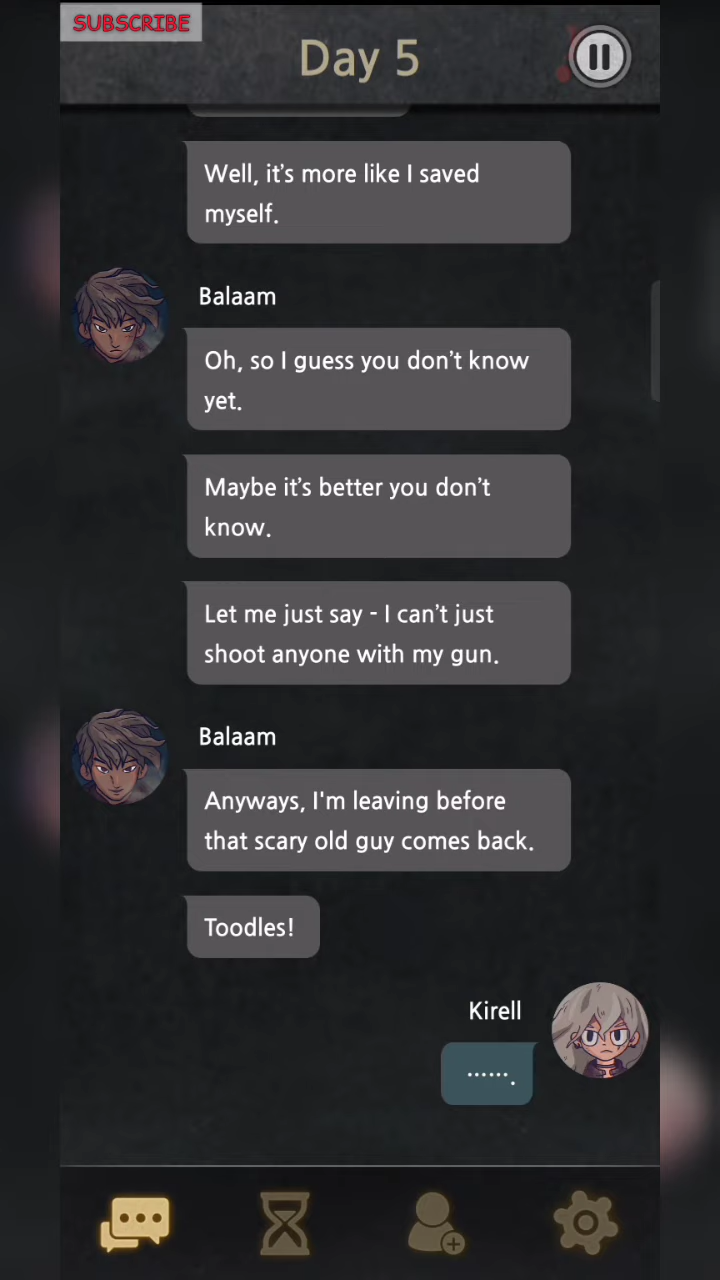 SUBSCRIBE
Day 5
Well, it's more like I saved
myself.
Balaam
Oh, so I guess you don't know
yet.
Maybe it's better you don't
know.
Let me just say - I can't just
shoot anyone with my gun.
Balaam
Anyways, I'm leaving before
that scary old guy comes back.
Toodles!
Kirell
…….